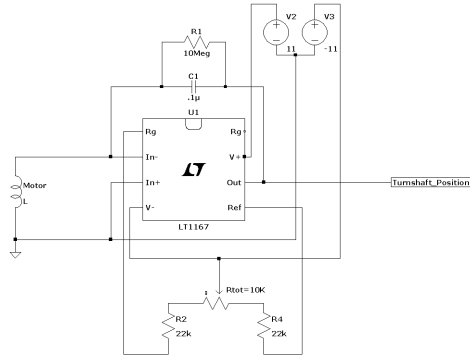 R1
10Meg
C1
.1µ
V2
11
V3
-11
U1
Rg
Rg
In-
V+
In+
Out
V-
Ref
LT
LT1167
Motor
L
Turnshaft_Position
Rtot=10K
R2
22k
R4
22k